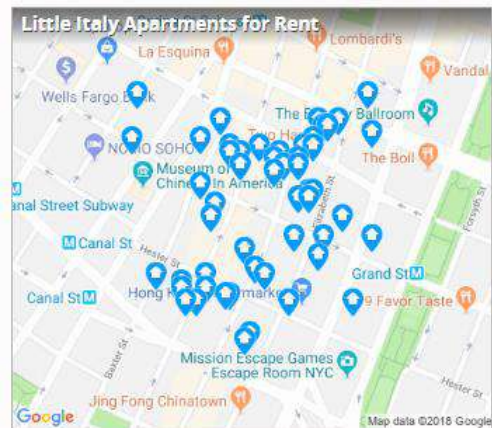 Little Italy Apartments for Rent
La Esquina
Lombardi's
Wells Fargo
Vandal
The
Ballroom
NOMO SOHO
Two
The Boil
Museum of
Chinese In America
Canal Street Subway
Elizabeth St
Forsyth St
Canal St
Hester St
Grand St
Canal St
Hong
9 Favor Taste
Baxter St
Mission Escape Games
- Escape Room NYC
Hester St
Jing Fong Chinatown
Google
Map data ©2018 Google